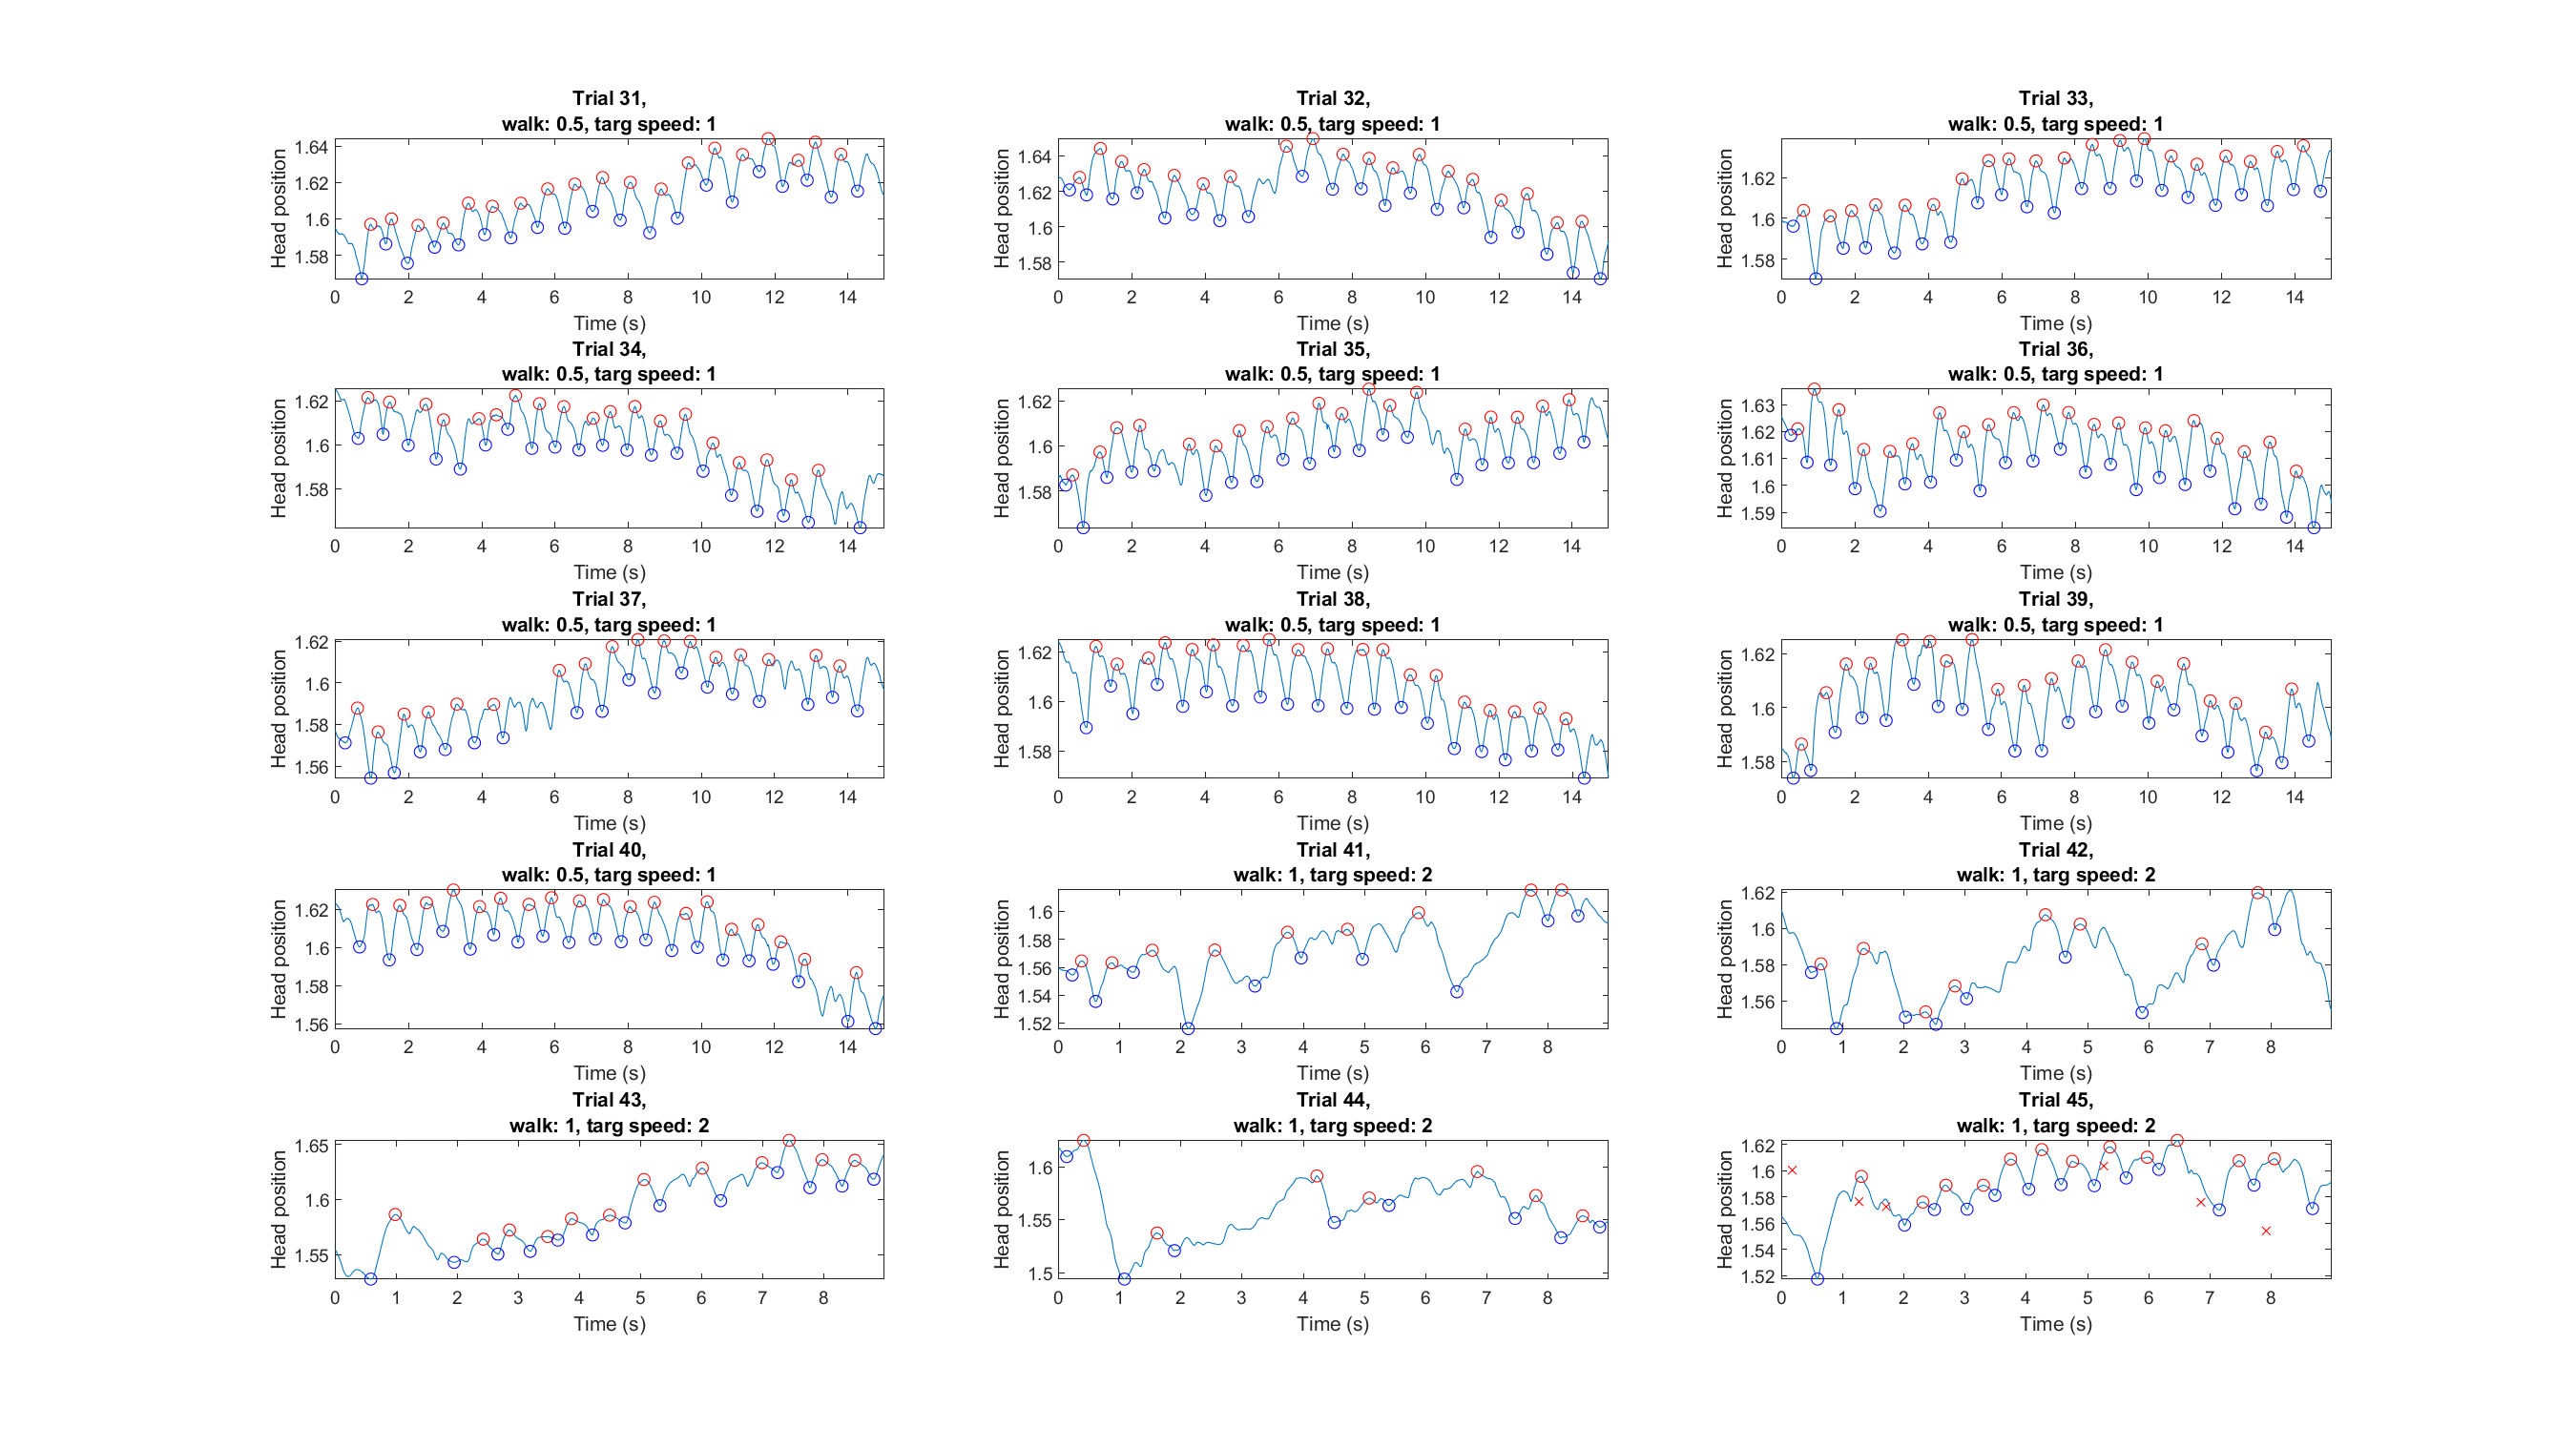 Trial 31,
walk: 0.5, targ speed: 1
Head position
1.64
1.62
1.6
1.58
0 2 4 6 8 10 12 14
Time (s)
Trial 32,
walk: 0.5, targ speed: 1
Head position
1.64
1.62
1.6
1.58
0 2 4 6 8 10 12 14
Time (s)
Trial 33,
walk: 0.5, targ speed: 1
Head position
1.62
1.6
1.58
0 2 4 6 8 10 12 14
Time (s)
Trial 34,
walk: 0.5, targ speed: 1
Head position
1.62
1.6
1.58
0 2 4 6 8 10 12 14
Time (s)
Trial 35,
walk: 0.5, targ speed: 1
Head position
1.62
1.6
1.58
0 2 4 6 8 10 12 14
Time (s)
Trial 36,
walk: 0.5, targ speed: 1
Head position
1.63
1.62
1.61
1.6
1.59
0 2 4 6 8 10 12 14
Time (s)
Trial 37,
walk: 0.5, targ speed: 1
Head position
1.62
1.6
1.58
1.56
0 2 4 6 8 10 12 14
Time (s)
Trial 38,
walk: 0.5, targ speed: 1
Head position
1.62
1.6
1.58
0 2 4 6 8 10 12 14
Time (s)
Trial 39,
walk: 0.5, targ speed: 1
Head position
1.62
1.6
1.58
0 2 4 6 8 10 12 14
Time (s)
Trial 40,
walk: 0.5, targ speed: 1
Head position
1.62
1.6
1.58
1.56
0 2 4 6 8 10 12 14
Time (s)
Trial 41,
walk: 1, targ speed: 2
Head position
1.6
1.58
1.56
1.54
1.52
0 1 2 3 4 5 6 7 8
Time (s)
Trial 42,
walk: 1, targ speed: 2
Head position
1.62
1.6
1.58
1.56
0 1 2 3 4 5 6 7 8
Time (s)
Trial 43,
walk: 1, targ speed: 2
Head position
1.65
1.6
1.55
0 1 2 3 4 5 6 7 8
Time (s)
Trial 44,
walk: 1, targ speed: 2
Head position
1.6
1.55
1.5
0 1 2 3 4 5 6 7 8
Time (s)
Trial 45,
walk: 1, targ speed: 2
Head position
1.62
1.6
1.58
1.56
1.54
1.52
0 1 2 3 4 5 6 7 8
Time (s)